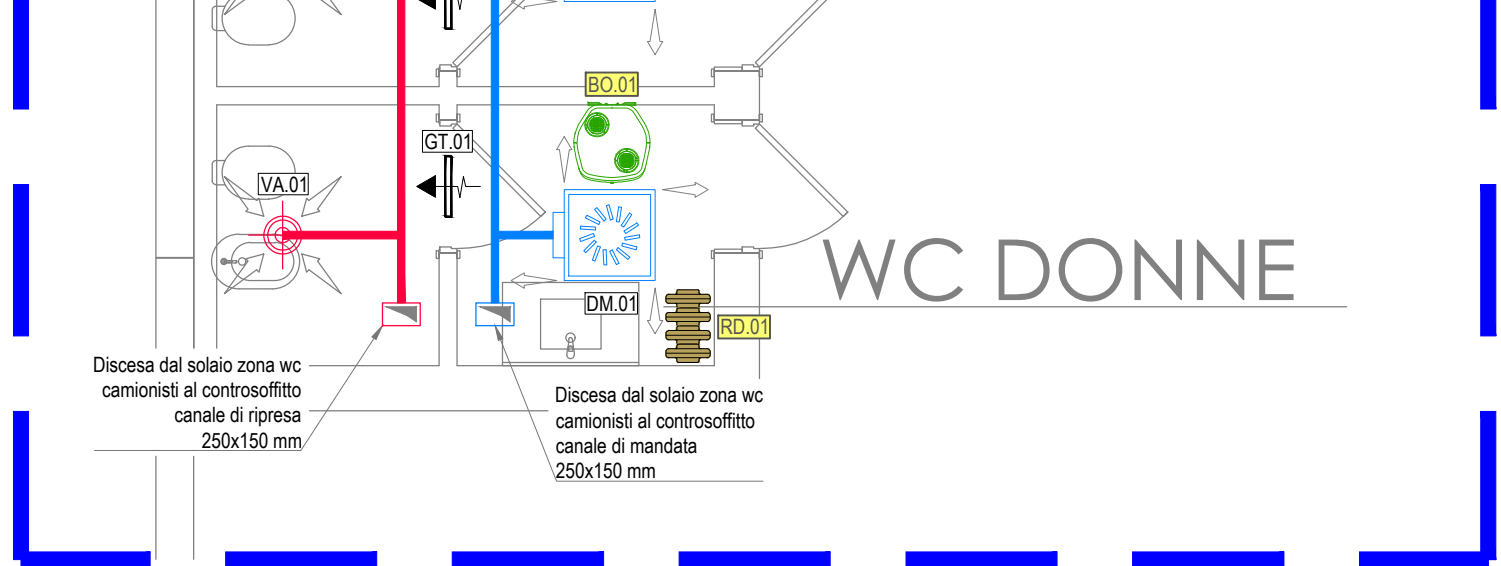 BO.01
GT.01
VA.01
WC DONNE
DM.01
RD.01
Discesa dal solaio zona wc
camionisti al controsoffitto
canale di ripresa
250x150 mm
Discesa dal solaio zona wc
camionisti al controsoffitto
canale di mandata
250x150 mm